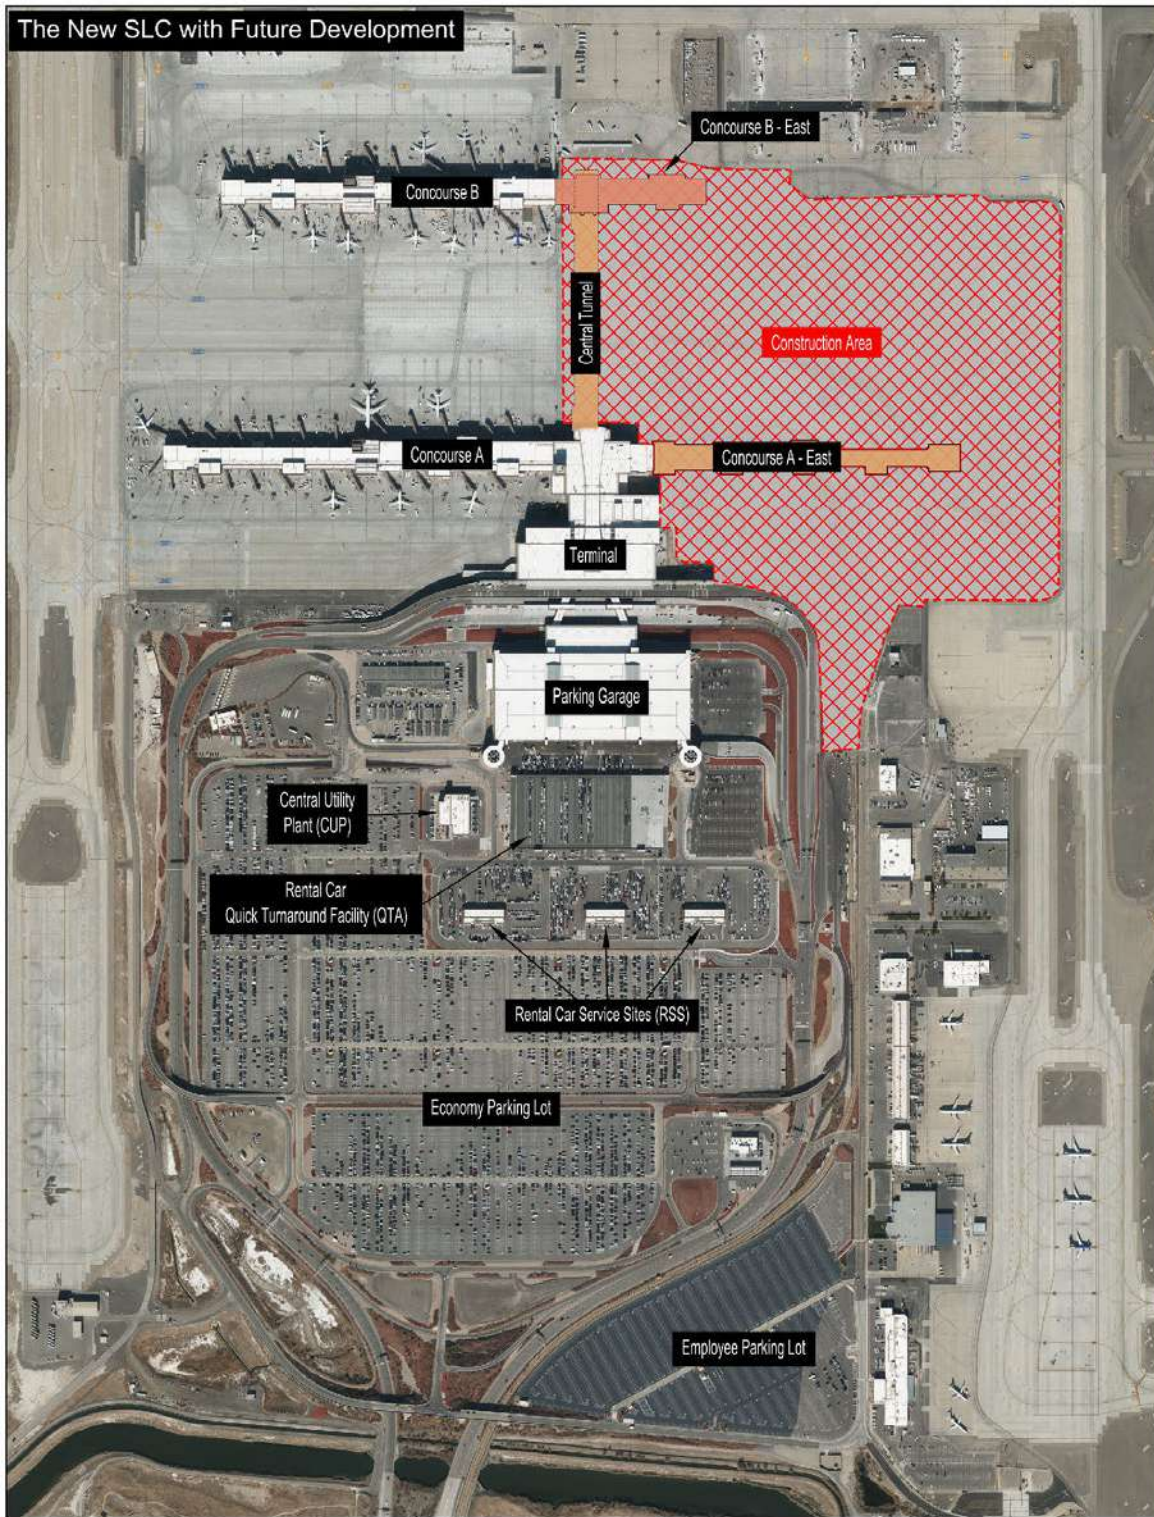 The New SLC with Future Development
Concourse B - East
Concourse B
Central Tunnel
Construction Area
Concourse A
Concourse A - East
Terminal
Parking Garage
Central Utility
Plant (CUP)
Rental Car
Quick Turnaround Facility (QTA)
Rental Car Service Sites (RSS)
Economy Parking Lot
Employee Parking Lot